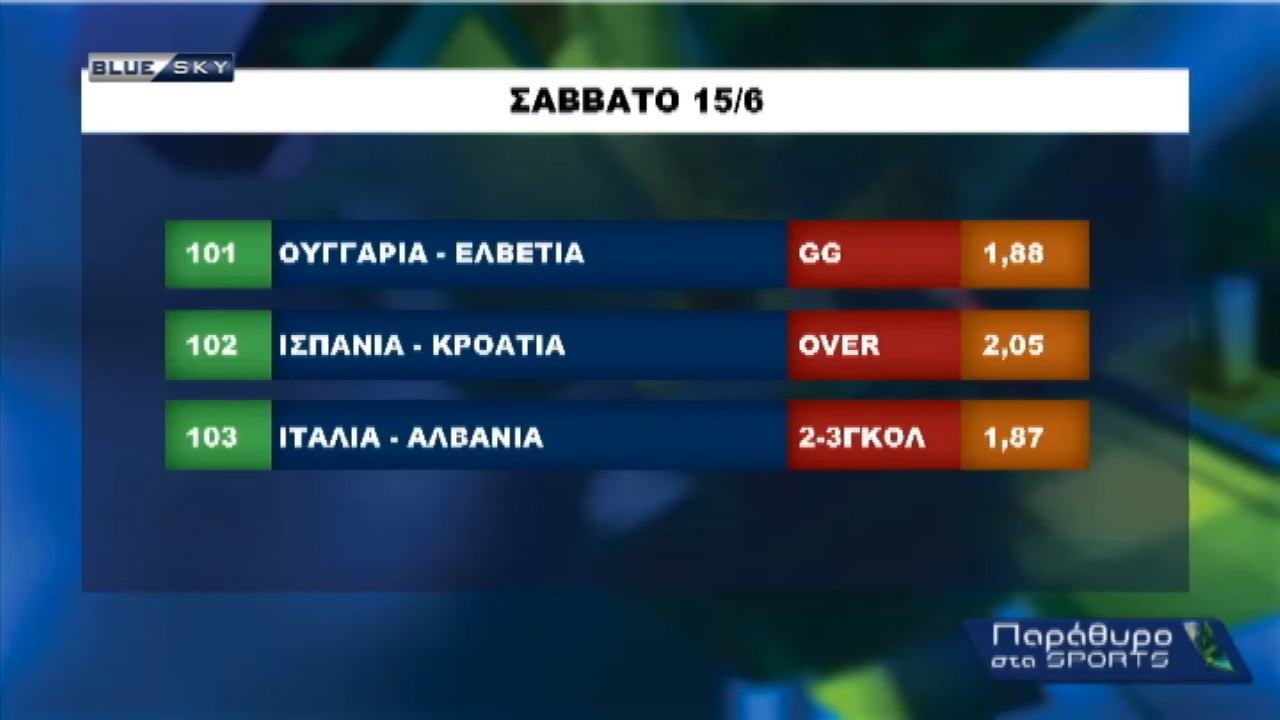 BLUE SKY
ΣΑΒΒΑΤΟ 15/6
101 ΟΥΓΓΑΡΙΑ - ΕΛΒΕΤΙΑ GG 1,88
102 ΙΣΠΑΝΙΑ - ΚΡΟΑΤΙΑ OVER 2,05
103 ΙΤΑΛΙΑ - ΑΛΒΑΝΙΑ 2-3ΓΚΟΛ 1,87
Παράθυρο
στα SPORTS